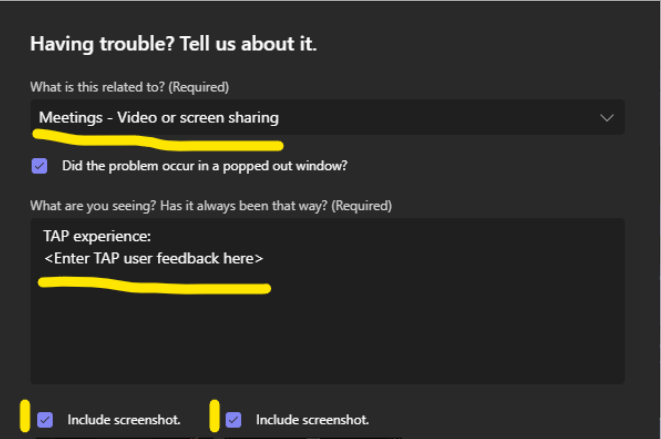 Having trouble? Tell us about it.
What is this related to? (Required)
Meetings - Video or screen sharing
Did the problem occur in a popped out window?
What are you seeing? Has it always been that way? (Required)
TAP experience:
<Enter TAP user feedback here>
Include screenshot. Include screenshot.